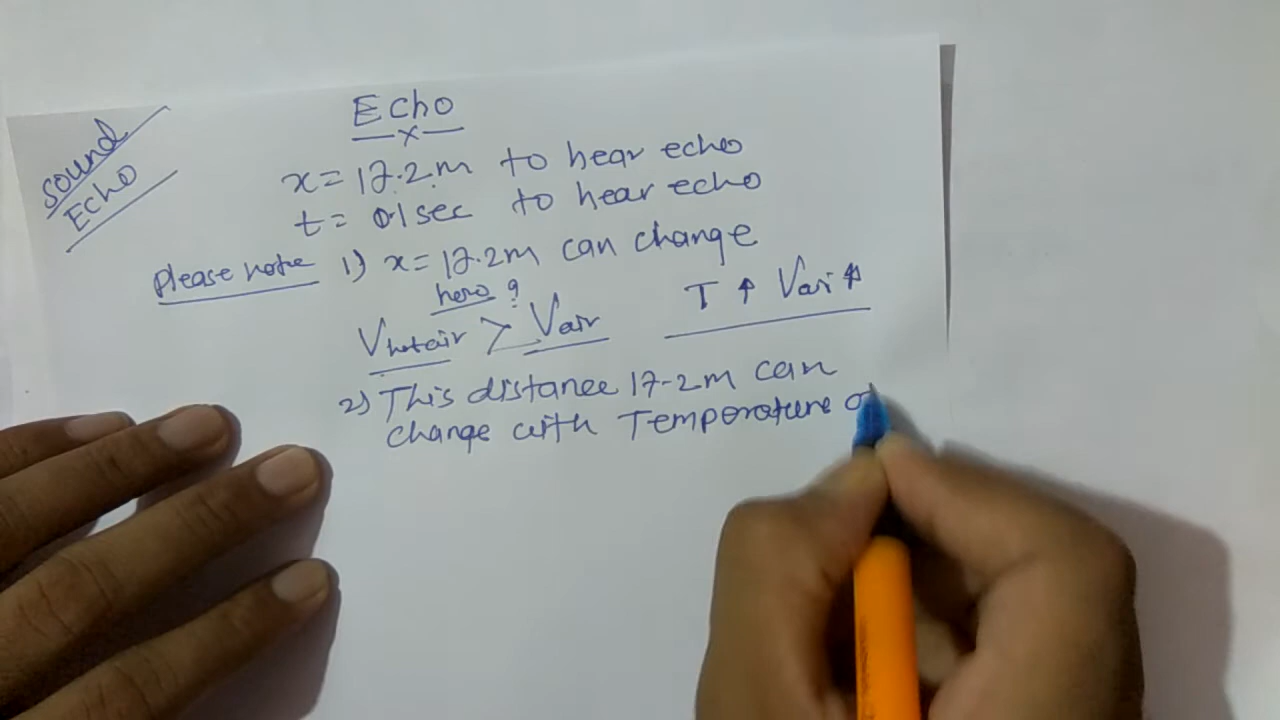 Sound
Echo
Echo
x
x = 17.2m to hear echo
t = 0.1sec to hear echo
Please note 1) x = 17.2m can change
?
Vhotair > Vair T ↑ Vair ↑
2) This distance 17-2m can
change with Temperature